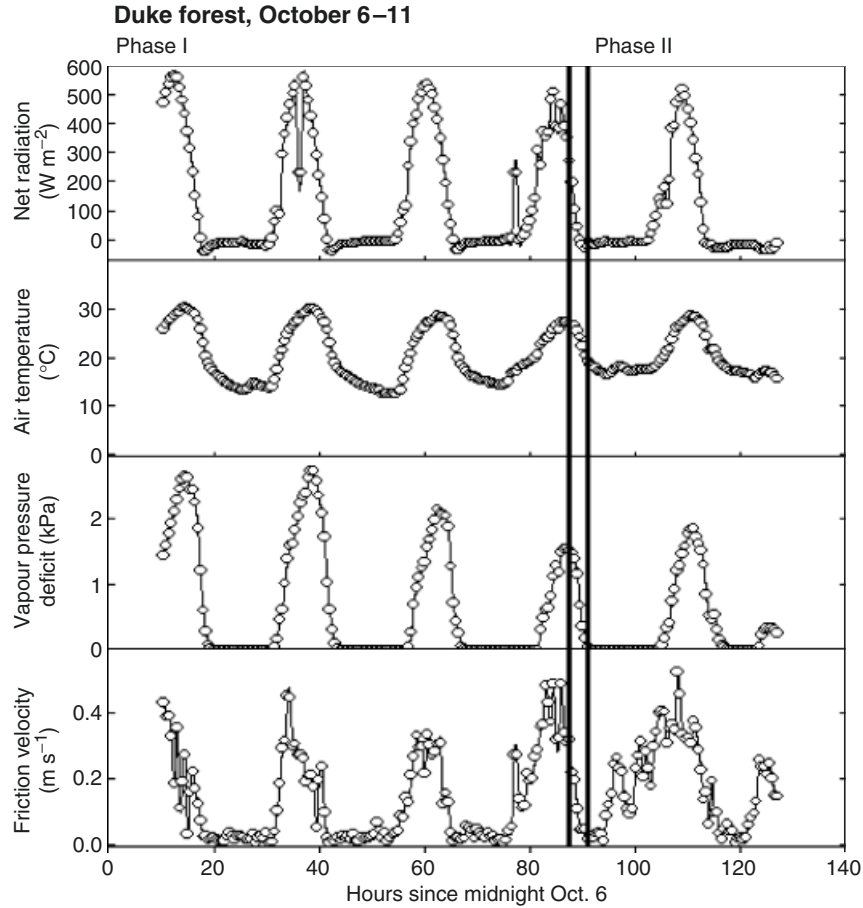 Duke forest, October 6–11
Phase I
Phase II
Net radiation
(W m−2)
600
500
400
300
200
100
0
Air temperature
(°C)
30
20
10
0
Vapour pressure
deficit (kPa)
2
1
0
Friction velocity
(m s−1)
0.4
0.2
0.0
0
20
40
60
80
100
120
140
Hours since midnight Oct. 6